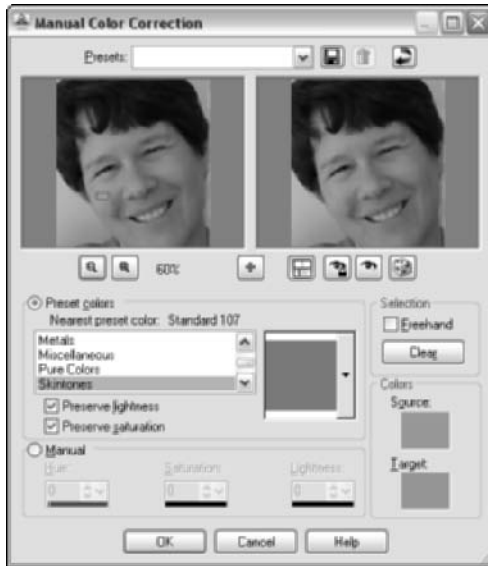 Manual Color Correction
Presets:
60%
Preset colors
Nearest preset color: Standard 107
Metals
Miscellaneous
Pure Colors
Skintones
Preserve lightness
Preserve saturation
Manual
Hue:
Saturation:
Lightness:
0
0
0
Selection
Freehand
Clear
Colors
Source:
Target:
OK
Cancel
Help